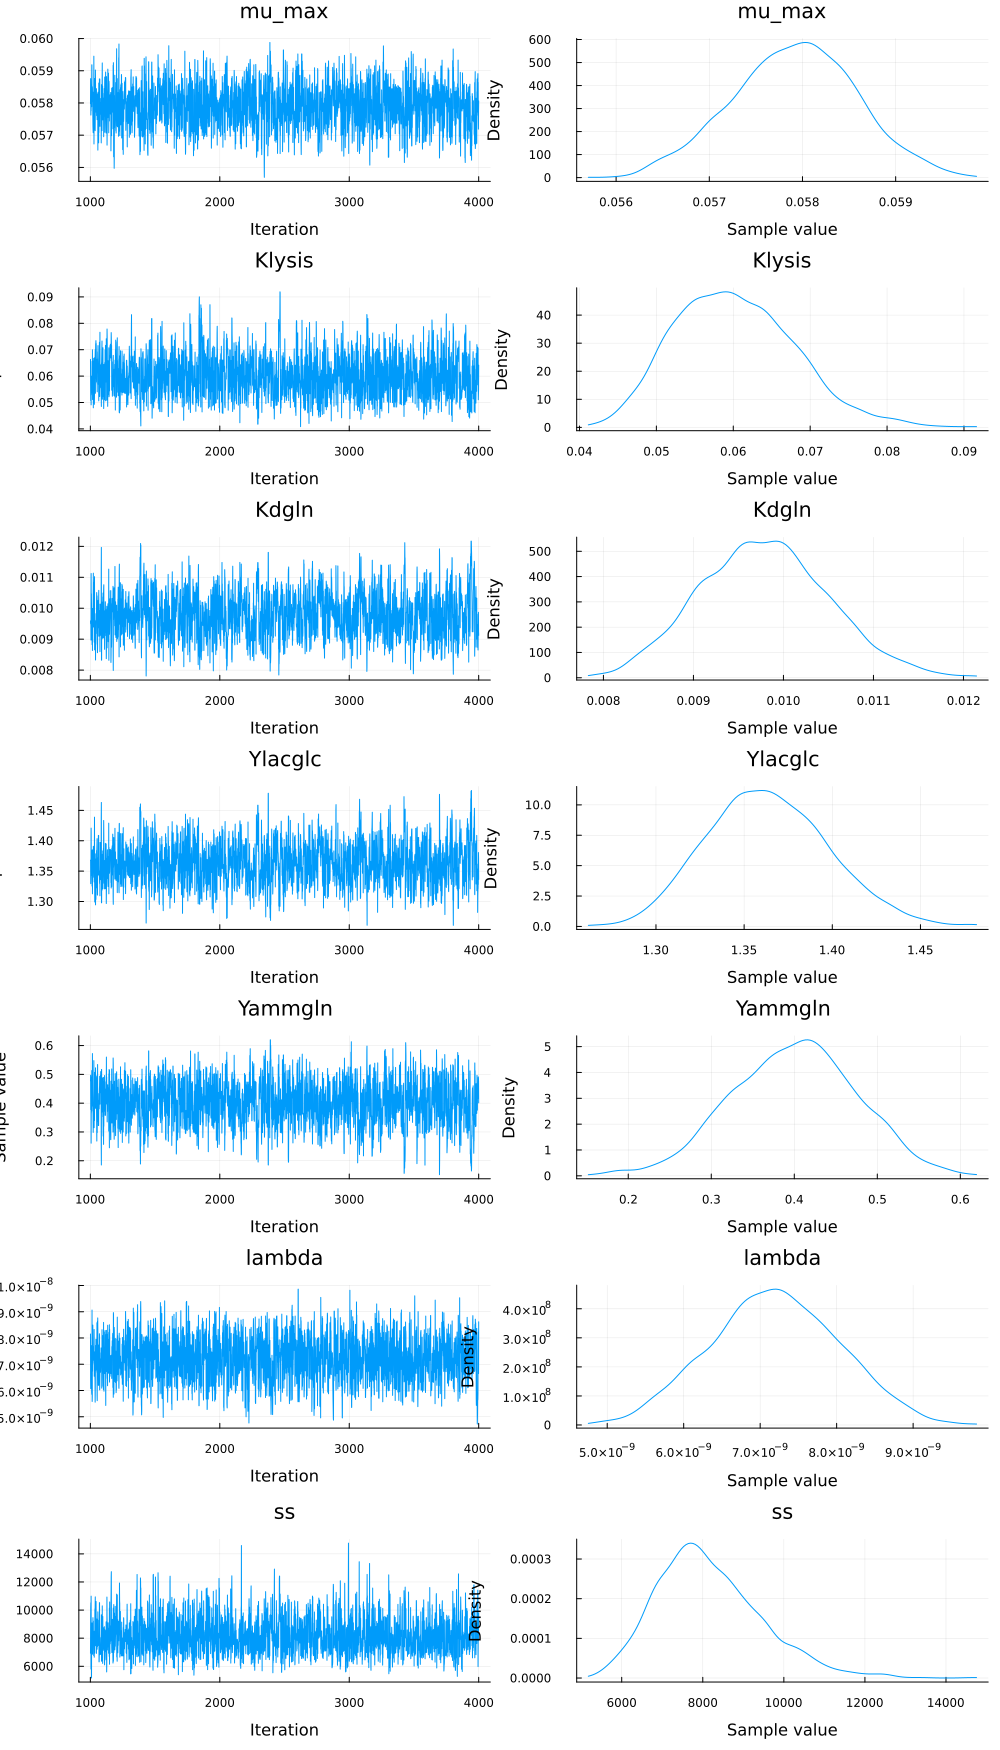 mu_max mu_max
0.060
0.059
0.058
0.057
0.056
1000 2000 3000 4000
Iteration
Density
600
500
400
300
200
100
0
0.056 0.057 0.058 0.059
Sample value
Klysis Klysis
0.09
0.08
0.07
0.06
0.05
0.04
1000 2000 3000 4000
Iteration
Density
40
30
20
10
0
0.04 0.05 0.06 0.07 0.08 0.09
Sample value
Kdgln Kdgln
0.012
0.011
0.010
0.009
0.008
1000 2000 3000 4000
Iteration
Density
500
400
300
200
100
0
0.008 0.009 0.010 0.011 0.012
Sample value
Ylacglc Ylacglc
1.45
1.40
1.35
1.30
1000 2000 3000 4000
Iteration
Density
10.0
7.5
5.0
2.5
0.0
1.30 1.35 1.40 1.45
Sample value
Yammgln Yammgln
Sample value
0.6
0.5
0.4
0.3
0.2
1000 2000 3000 4000
Iteration
Density
5
4
3
2
1
0
0.2 0.3 0.4 0.5 0.6
Sample value
lambda lambda
1.0×10⁻⁸
9.0×10⁻⁹
8.0×10⁻⁹
7.0×10⁻⁹
6.0×10⁻⁹
5.0×10⁻⁹
1000 2000 3000 4000
Iteration
Density
4.0×10⁸
3.0×10⁸
2.0×10⁸
1.0×10⁸
0
5.0×10⁻⁹ 6.0×10⁻⁹ 7.0×10⁻⁹ 8.0×10⁻⁹ 9.0×10⁻⁹
Sample value
ss ss
14000
12000
10000
8000
6000
1000 2000 3000 4000
Iteration
Density
0.0003
0.0002
0.0001
0.0000
6000 8000 10000 12000 14000
Sample value